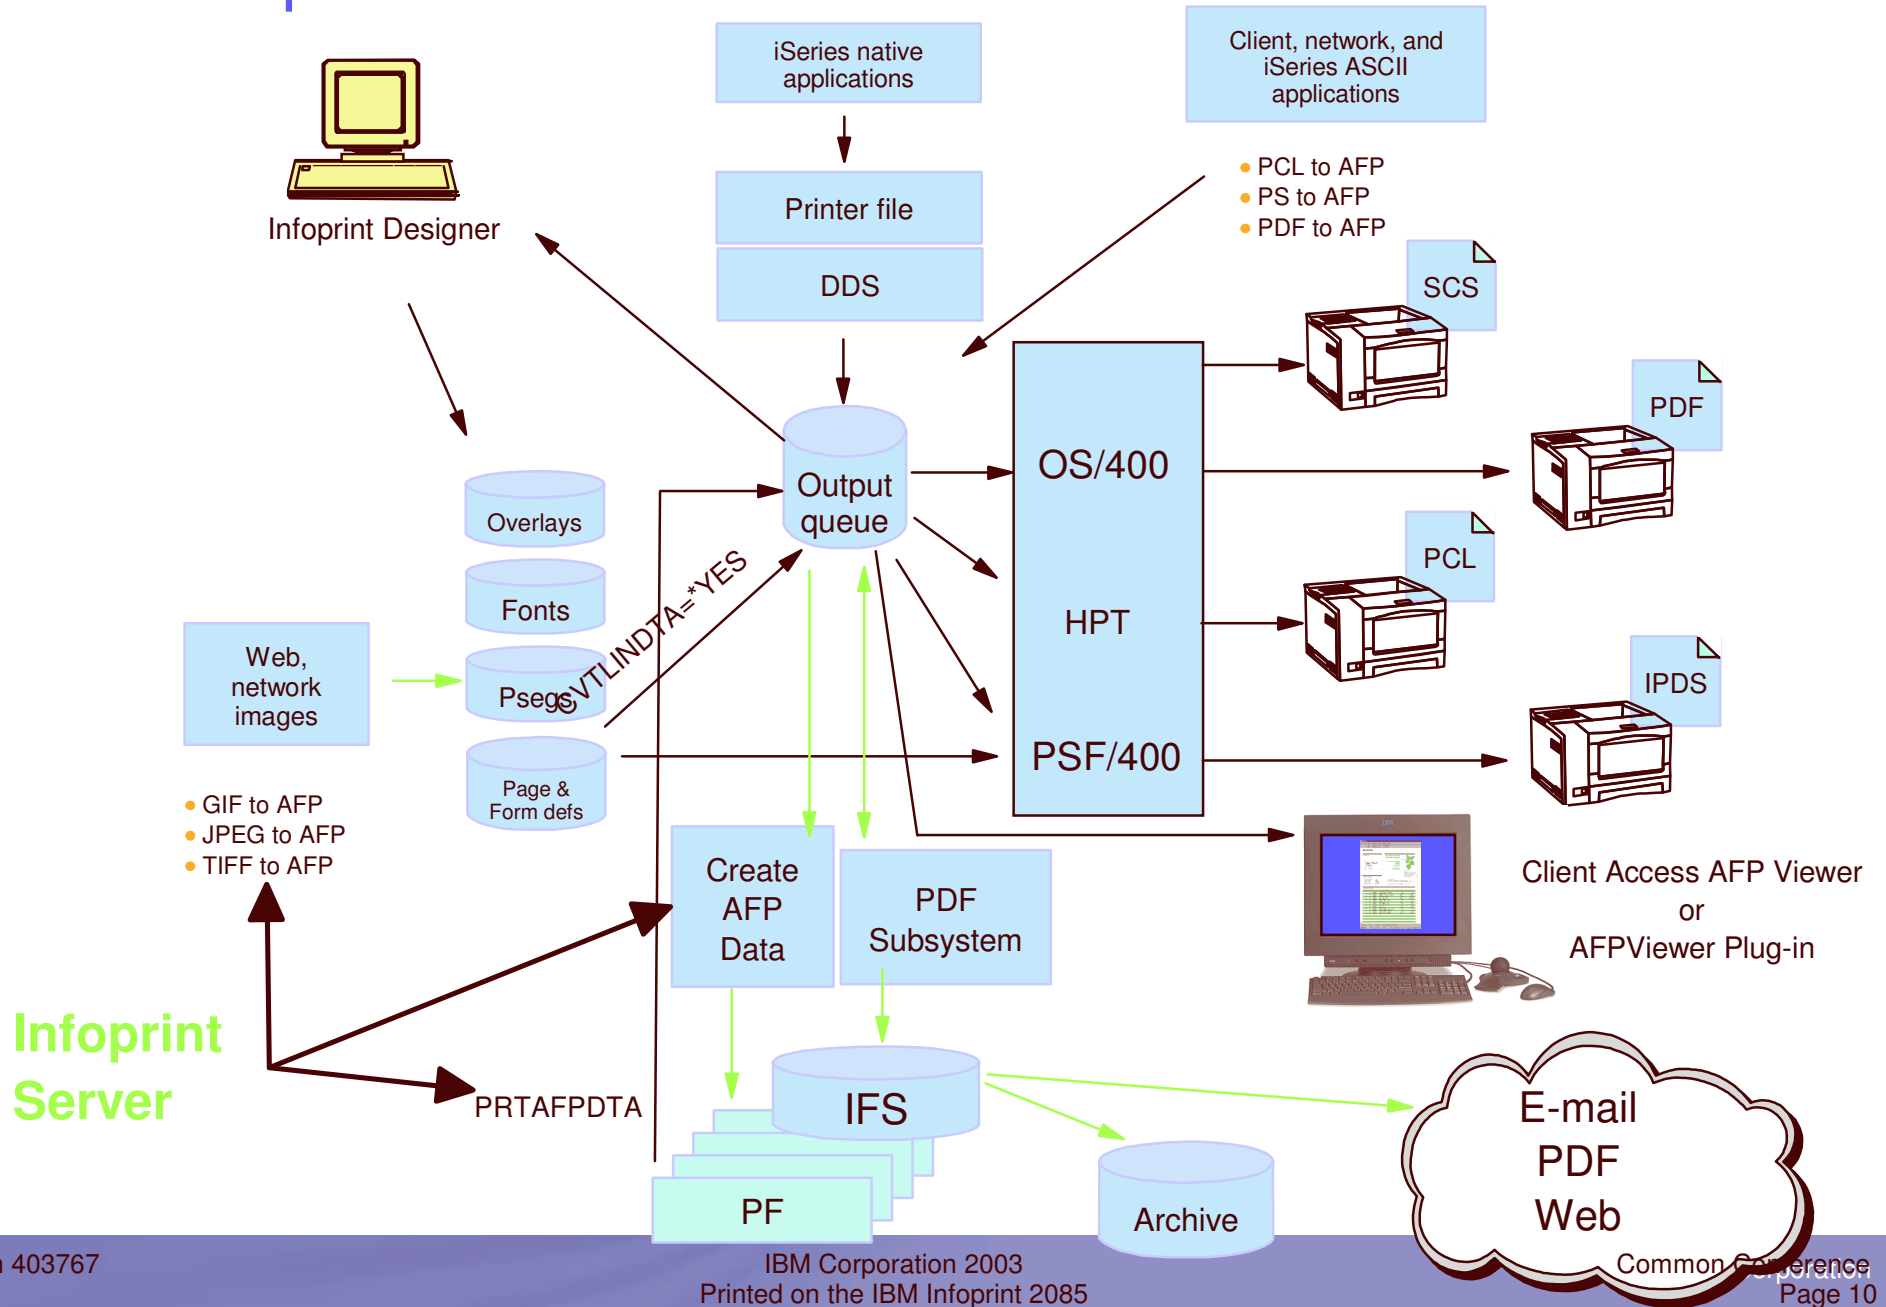 iSeries native
applications
Client, network, and
iSeries ASCII
applications
PCL to AFP
PS to AFP
PDF to AFP
Infoprint Designer
Printer file
DDS
SCS
PDF
OS/400
Output
queue
Overlays
PCL
CVTLINDTA=*YES
Fonts
HPT
Web,
network
images
Psegs
IPDS
PSF/400
Page &
Form defs
GIF to AFP
JPEG to AFP
TIFF to AFP
Create
AFP
Data
PDF
Subsystem
Client Access AFP Viewer
or
AFPViewer Plug-in
Infoprint
Server
PRTAFPDTA
IFS
E-mail
PDF
Web
PF
Archive
403767
IBM Corporation 2003
Printed on the IBM Infoprint 2085
Common Conference
Corporation
Page 10